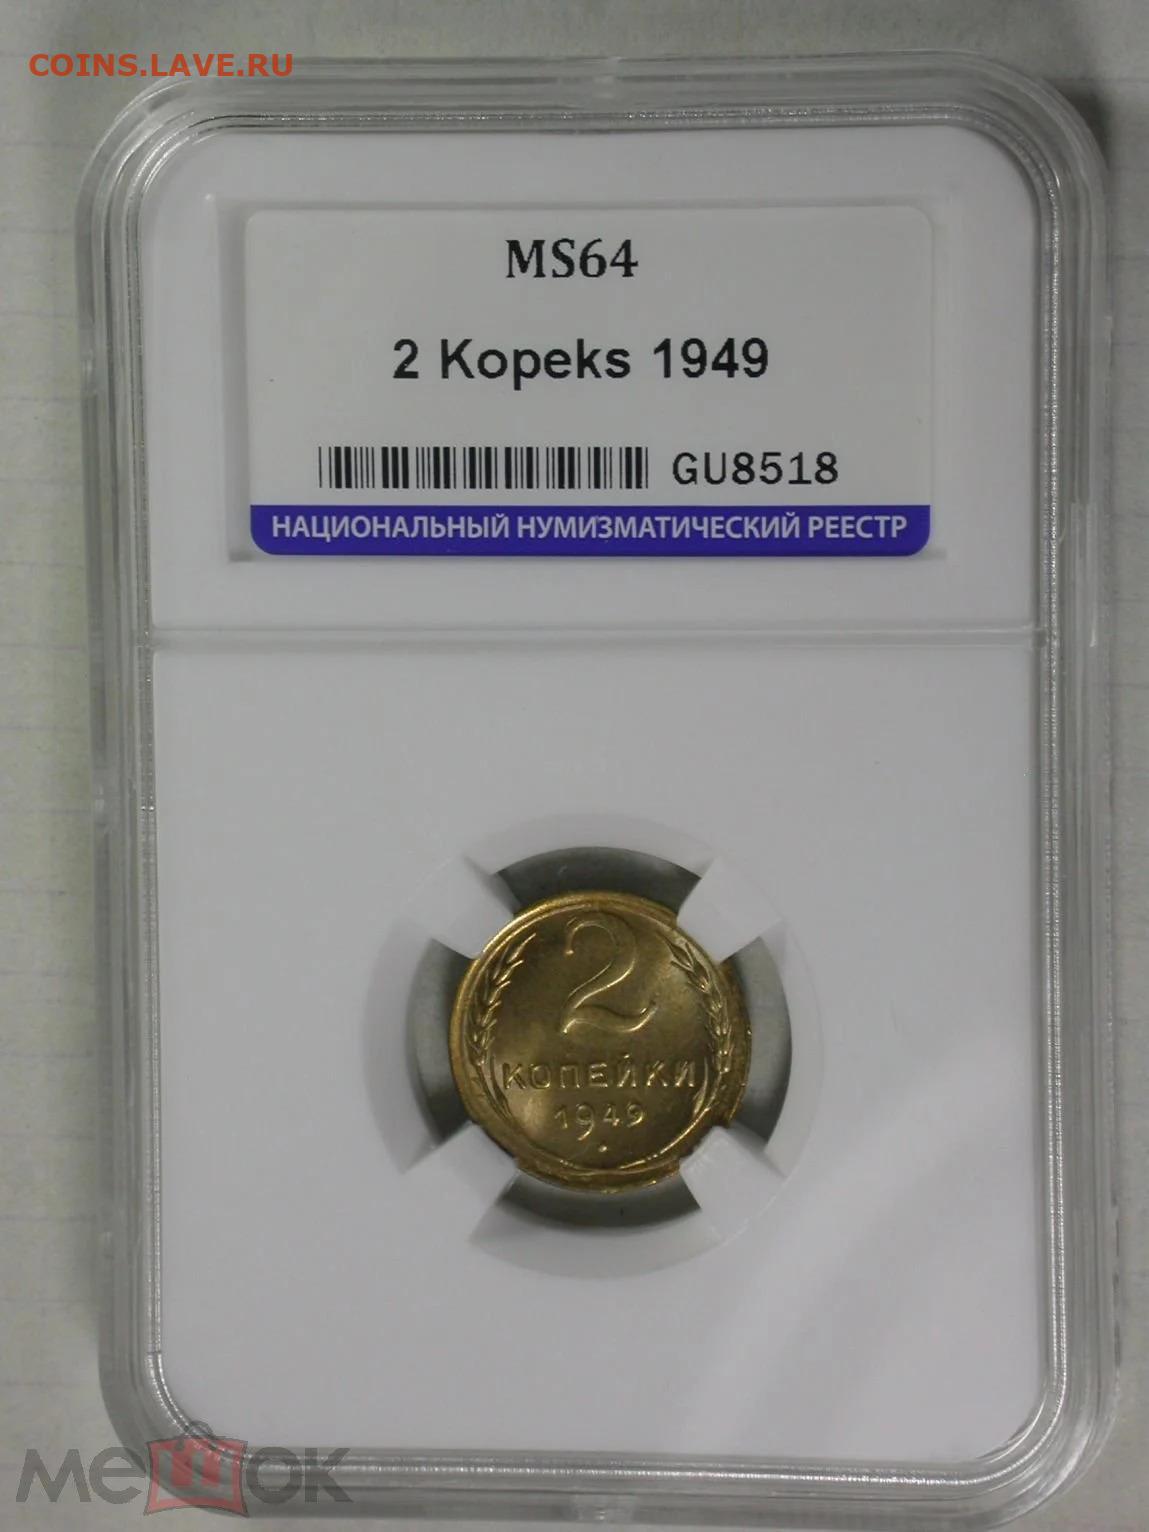 COINS.LAVE.RU
MS64
2 Kopeks 1949
GU8518
НАЦИОНАЛЬНЫЙ НУМИЗМАТИЧЕСКИЙ РЕЕСТР
2
КОПЕЙКИ
1949
мешок